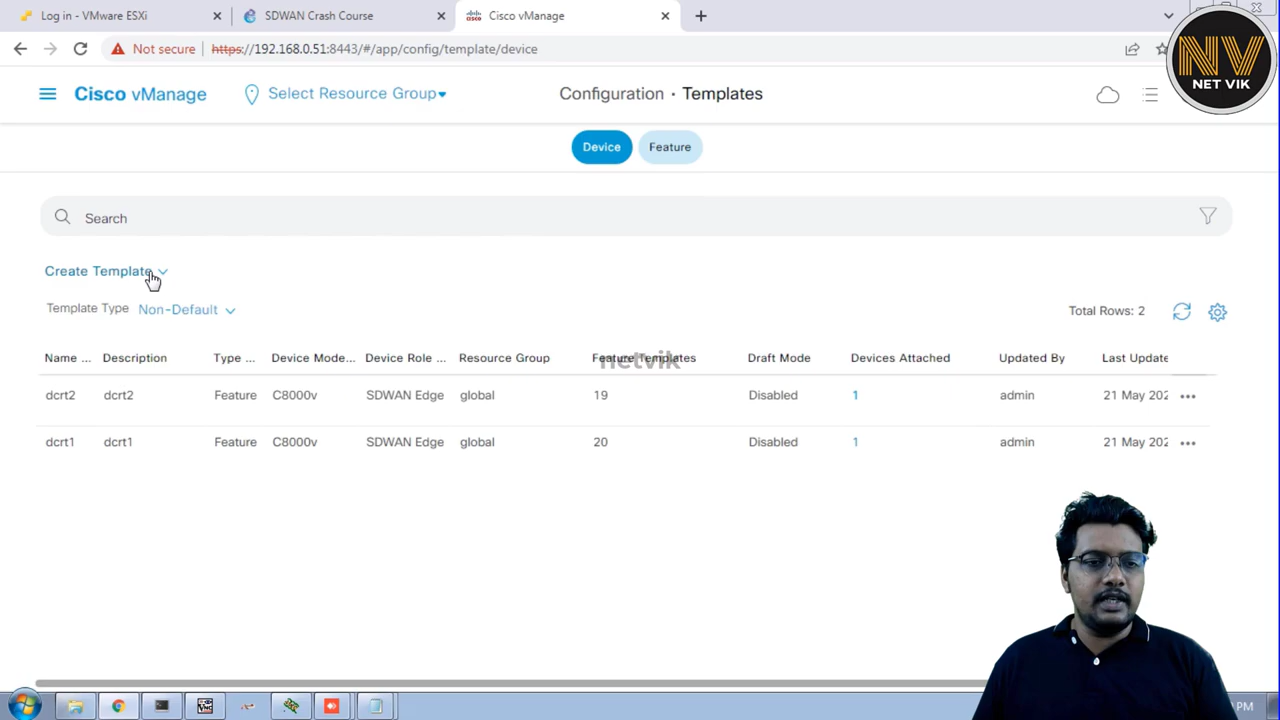 Log in - VMware ESXi
SDWAN Crash Course
Cisco vManage
Not secure
https://192.168.0.51:8443/#/app/config/template/device
NV
NET VIK
Cisco vManage
Select Resource Group
Configuration · Templates
Device
Feature
Search
Create Template
Template Type
Non-Default
Total Rows: 2
Name ... Description Type ... Device Mode... Device Role ... Resource Group Feature Templates Draft Mode Devices Attached Updated By Last Update
netvik
dcrt2 dcrt2 Feature C8000v SDWAN Edge global 19 Disabled 1 admin 21 May 202 •••
dcrt1 dcrt1 Feature C8000v SDWAN Edge global 20 Disabled 1 admin 21 May 202 •••
PM